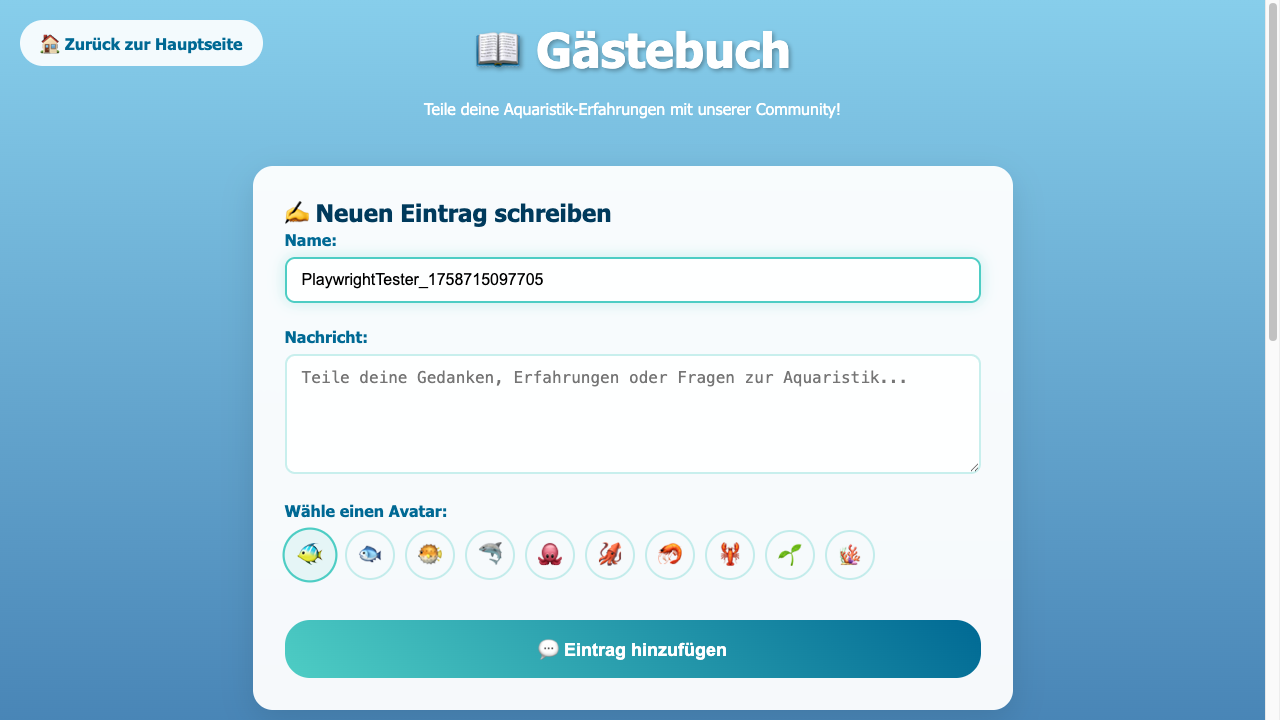 Zurück zur Hauptseite
Gästebuch
Teile deine Aquaristik-Erfahrungen mit unserer Community!
Neuen Eintrag schreiben
Name:
PlaywrightTester_1758715097705
Nachricht:
Teile deine Gedanken, Erfahrungen oder Fragen zur Aquaristik...
Wähle einen Avatar:
Eintrag hinzufügen